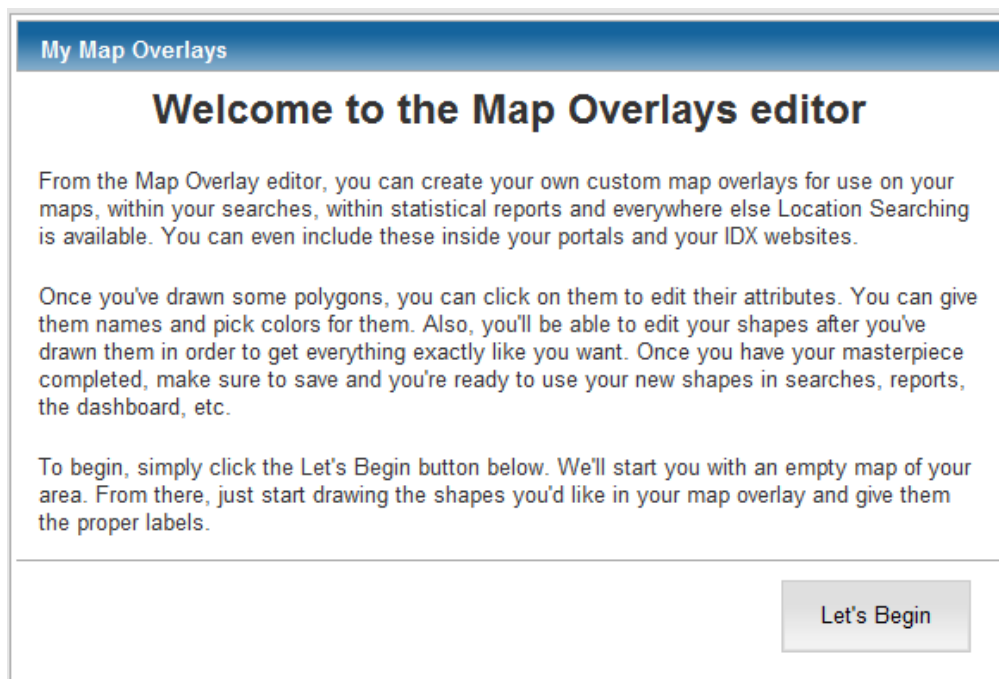 My Map Overlays
Welcome to the Map Overlays editor
From the Map Overlay editor, you can create your own custom map overlays for use on your
maps, within your searches, within statistical reports and everywhere else Location Searching
is available. You can even include these inside your portals and your IDX websites.
Once you've drawn some polygons, you can click on them to edit their attributes. You can give
them names and pick colors for them. Also, you'll be able to edit your shapes after you've
drawn them in order to get everything exactly like you want. Once you have your masterpiece
completed, make sure to save and you're ready to use your new shapes in searches, reports,
the dashboard, etc.
To begin, simply click the Let's Begin button below. We'll start you with an empty map of your
area. From there, just start drawing the shapes you'd like in your map overlay and give them
the proper labels.
Let's Begin